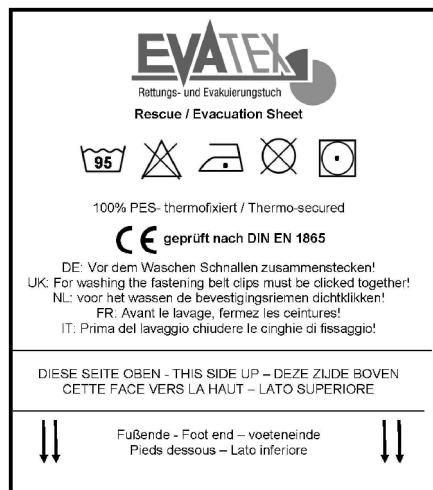 EVATEX
Rettungs- und Evakuierungstuch
Rescue / Evacuation Sheet
95
100% PES- thermofixiert / Thermo-secured
CE geprüft nach DIN EN 1865
DE: Vor dem Waschen Schnallen zusammenstecken!
UK: For washing the fastening belt clips must be clicked together!
NL: voor het wassen de bevestigingsriemen dichtklikken!
FR: Avant le lavage, fermez les ceintures!
IT: Prima del lavaggio chiudere le cinghie di fissaggio!
DIESE SEITE OBEN - THIS SIDE UP – DEZE ZIJDE BOVEN
CETTE FACE VERS LA HAUT – LATO SUPERIORE
Fußende - Foot end – voeteneinde
Pieds dessous – Lato inferiore